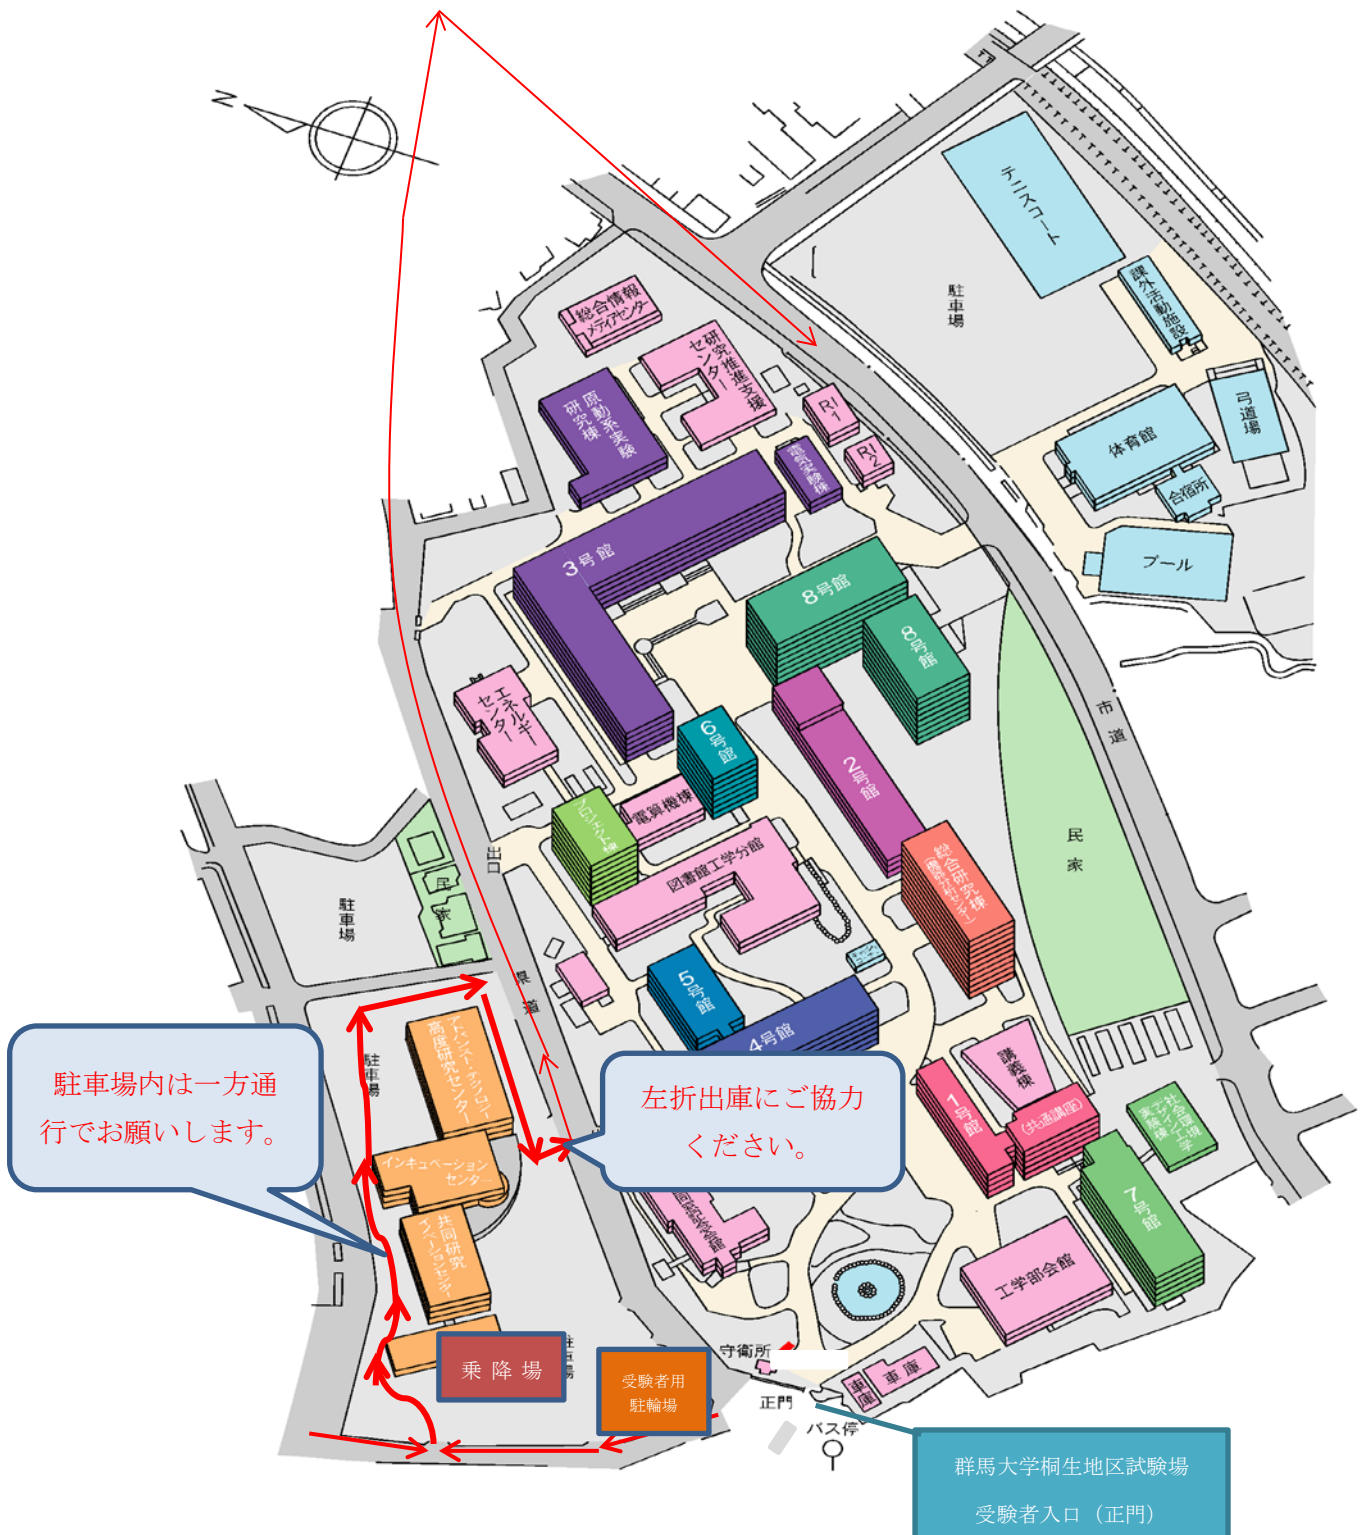 N
テニスコート
課外活動施設
駐車場
総合情報
メディアセンター
研究推進支援
センター
弓道場
RI
1
原動系実験
研究棟
体育館
電気実験棟
RI
2
合宿所
プール
3号館
8号館
8号館
エネルギー
センター
市道
6号館
2号館
プロジェクト棟
電算機棟
民家
出口
図書館工学分館
総合研究棟
民家
駐車場
県道
5号館
アドバンスト・テクノロジー
高度研究センター
4号館
講義棟
駐車場
駐車場内は一方通
行でお願いします。
左折出庫にご協力
ください。
1号館
(共通講座)
社会環境
デザイン工学
実験棟
インキュベーション
センター
7号館
共同研究
イノベーションセンター
工学部会館
乗 降 場
守衛所
車庫
車庫
受験者用
駐輪場
正門
バス停
群馬大学桐生地区試験場
受験者入口（正門）